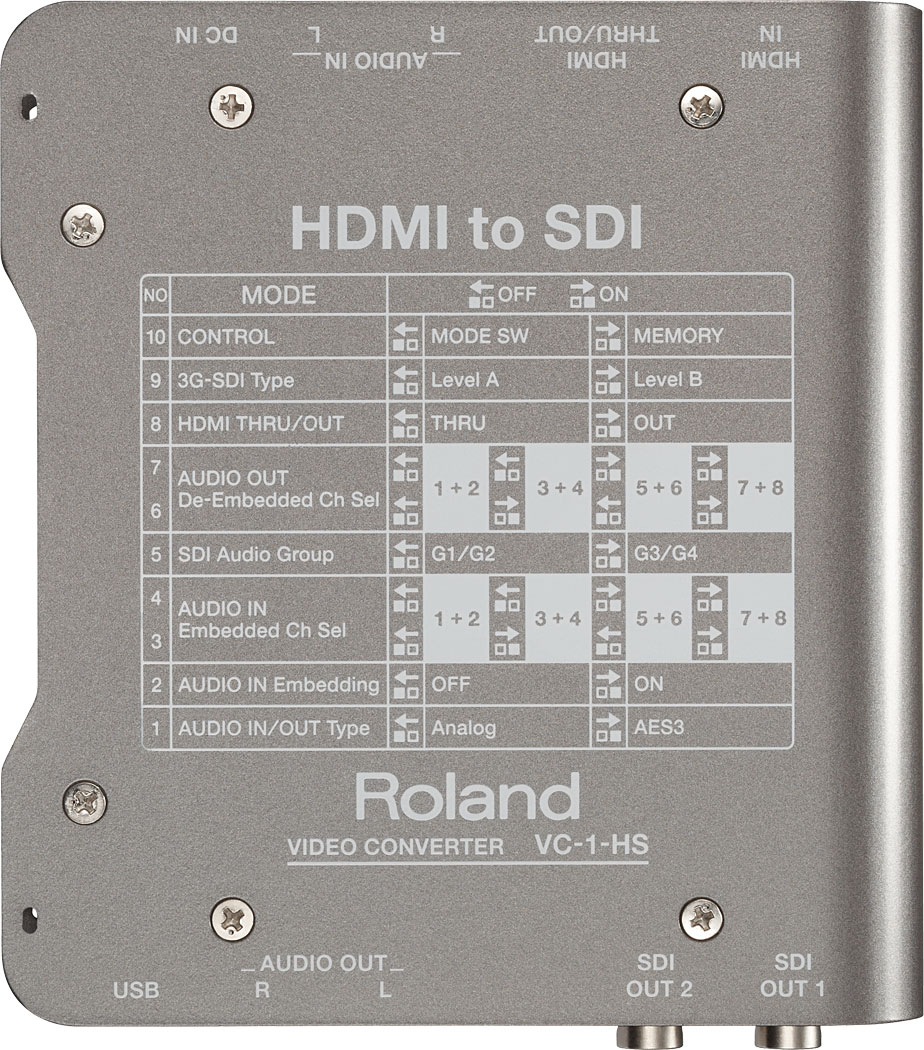 DC IN
L
R
AUDIO IN
HDMI
THRU/OUT
HDMI
IN
HDMI to SDI
NO MODE OFF ON
10 CONTROL MODE SW MEMORY
9 3G-SDI Type Level A Level B
8 HDMI THRU/OUT THRU OUT
7
AUDIO OUT
De-Embedded Ch Sel
6
1 + 2 3 + 4 5 + 6 7 + 8
5 SDI Audio Group G1/G2 G3/G4
4
AUDIO IN
Embedded Ch Sel
3
1 + 2 3 + 4 5 + 6 7 + 8
2 AUDIO IN Embedding OFF ON
1 AUDIO IN/OUT Type Analog AES3
Roland
VIDEO CONVERTER VC-1-HS
USB
AUDIO OUT
R L
SDI
OUT 2
SDI
OUT 1